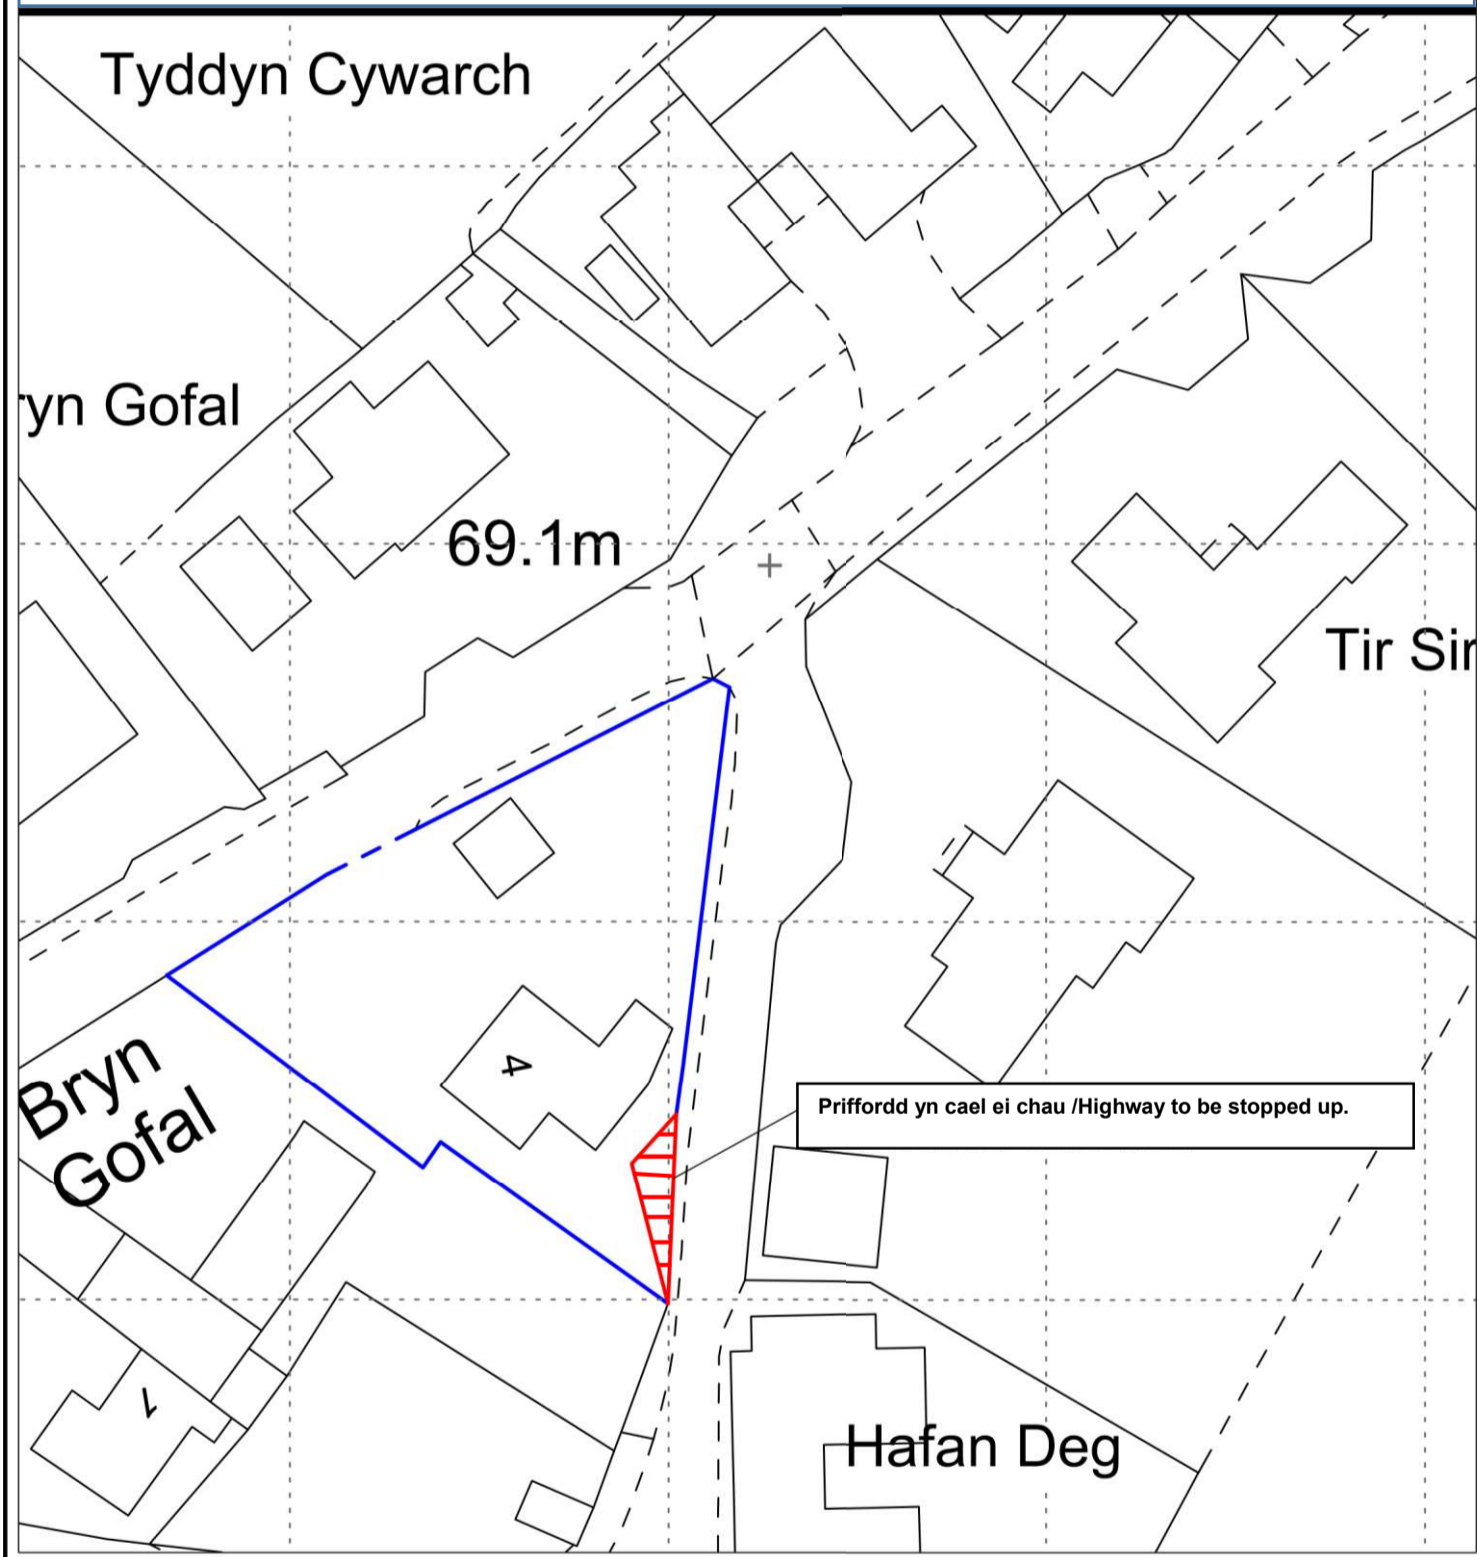 Tyddyn Cywarch
ryn Gofal
69.1m
Tir Sir
4
Priffordd yn cael ei chau /Highway to be stopped up.
Bryn
Gofal
Hafan Deg